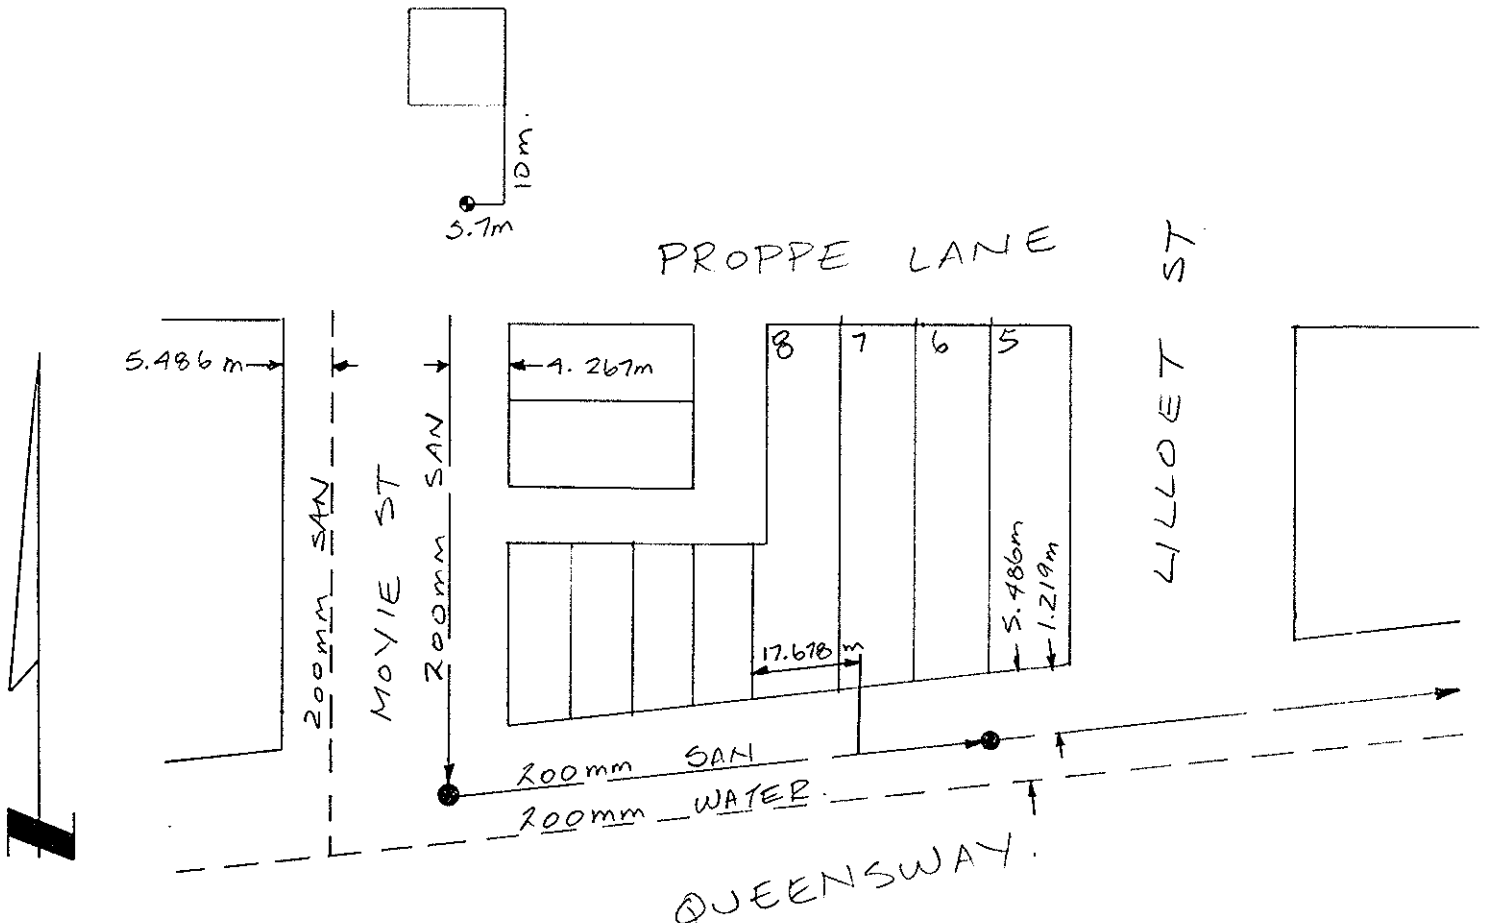 10m.
5.7m
PROPPE LANE
LILLOET ST.
5.486m
4.267m
8
7
6
5
200mm SAN
MOYIE ST
200mm SAN
5.486m
1.219m
17.678 m
200mm SAN
200mm WATER.
QUEENSWAY.